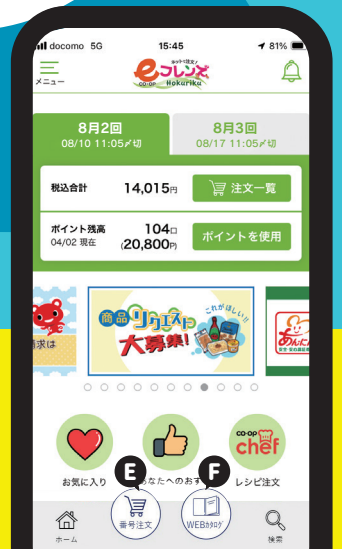 docomo 5G 15:45 81%
メニュー
ネットで注文!
eフレンズ
co-op Hokuriku
8月2回
08/10 11:05〆切
8月3回
08/17 11:05〆切
税込合計 14,015円 注文一覧
ポイント残高 104口
04/02 現在 (20,800P) ポイントを使用
請求は
商品リクエスト
大募集!
これがほしい!!
あんしん
お気に入り
あなたへのおす
co-op
chef
レシピ注文
E
F
ホーム
番号注文
WEBカタログ
検索